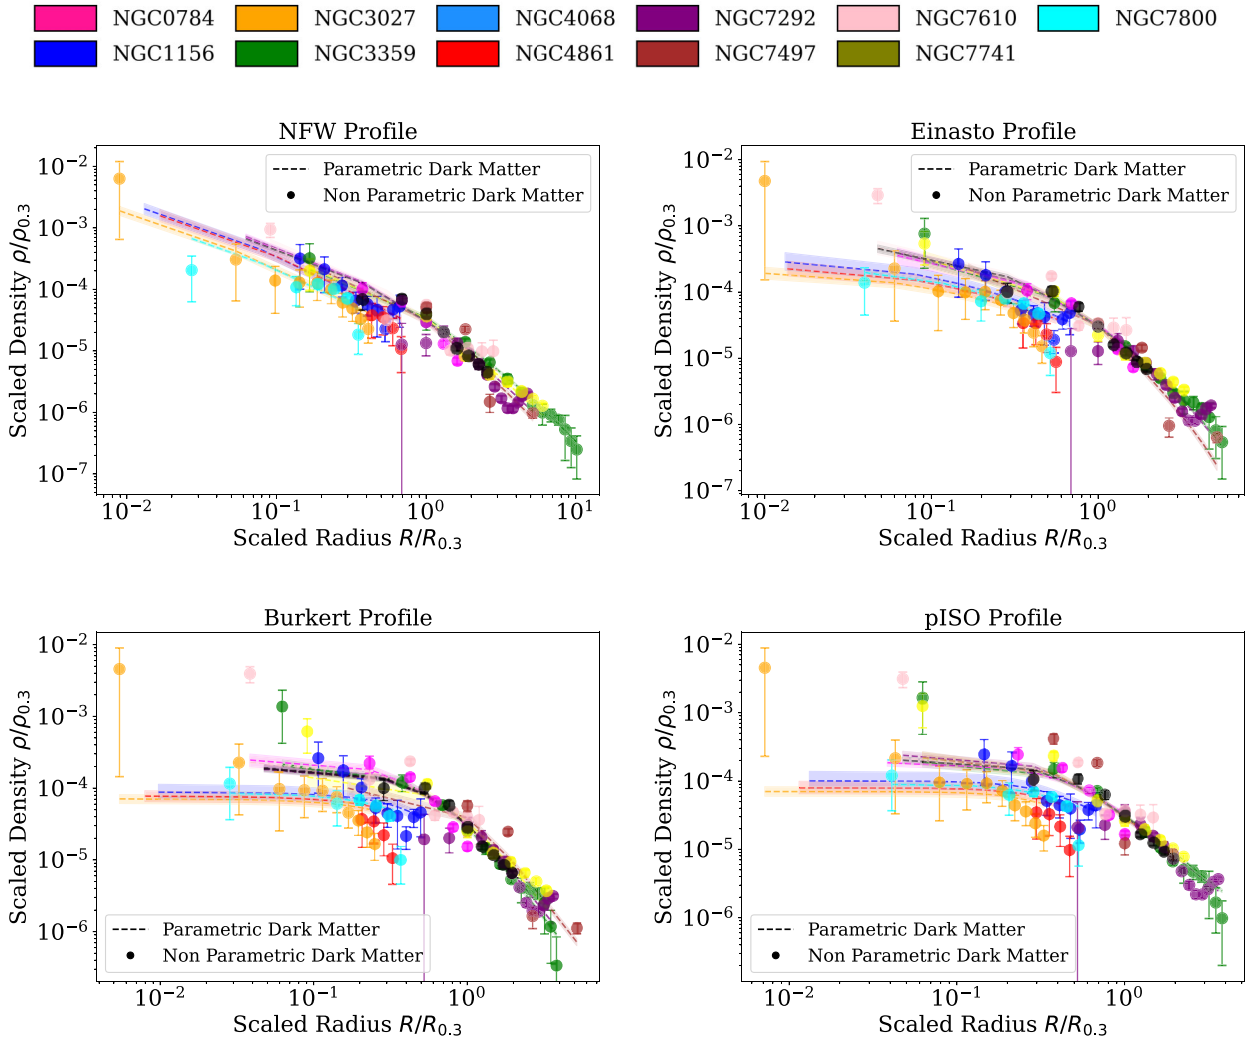 NGC0784 NGC3027 NGC4068 NGC7292 NGC7610 NGC7800
NGC1156 NGC3359 NGC4861 NGC7497 NGC7741
NFW Profile
Parametric Dark Matter
Non Parametric Dark Matter
Scaled Density ρ/ρ₀.₃
10⁻²
10⁻³
10⁻⁴
10⁻⁵
10⁻⁶
10⁻⁷
10⁻² 10⁻¹ 10⁰ 10¹
Scaled Radius R/R₀.₃
Einasto Profile
Parametric Dark Matter
Non Parametric Dark Matter
Scaled Density ρ/ρ₀.₃
10⁻²
10⁻³
10⁻⁴
10⁻⁵
10⁻⁶
10⁻⁷
10⁻² 10⁻¹ 10⁰
Scaled Radius R/R₀.₃
Burkert Profile
Scaled Density ρ/ρ₀.₃
10⁻²
10⁻³
10⁻⁴
10⁻⁵
10⁻⁶
Parametric Dark Matter
Non Parametric Dark Matter
10⁻² 10⁻¹ 10⁰
Scaled Radius R/R₀.₃
pISO Profile
Scaled Density ρ/ρ₀.₃
10⁻²
10⁻³
10⁻⁴
10⁻⁵
10⁻⁶
Parametric Dark Matter
Non Parametric Dark Matter
10⁻² 10⁻¹ 10⁰
Scaled Radius R/R₀.₃